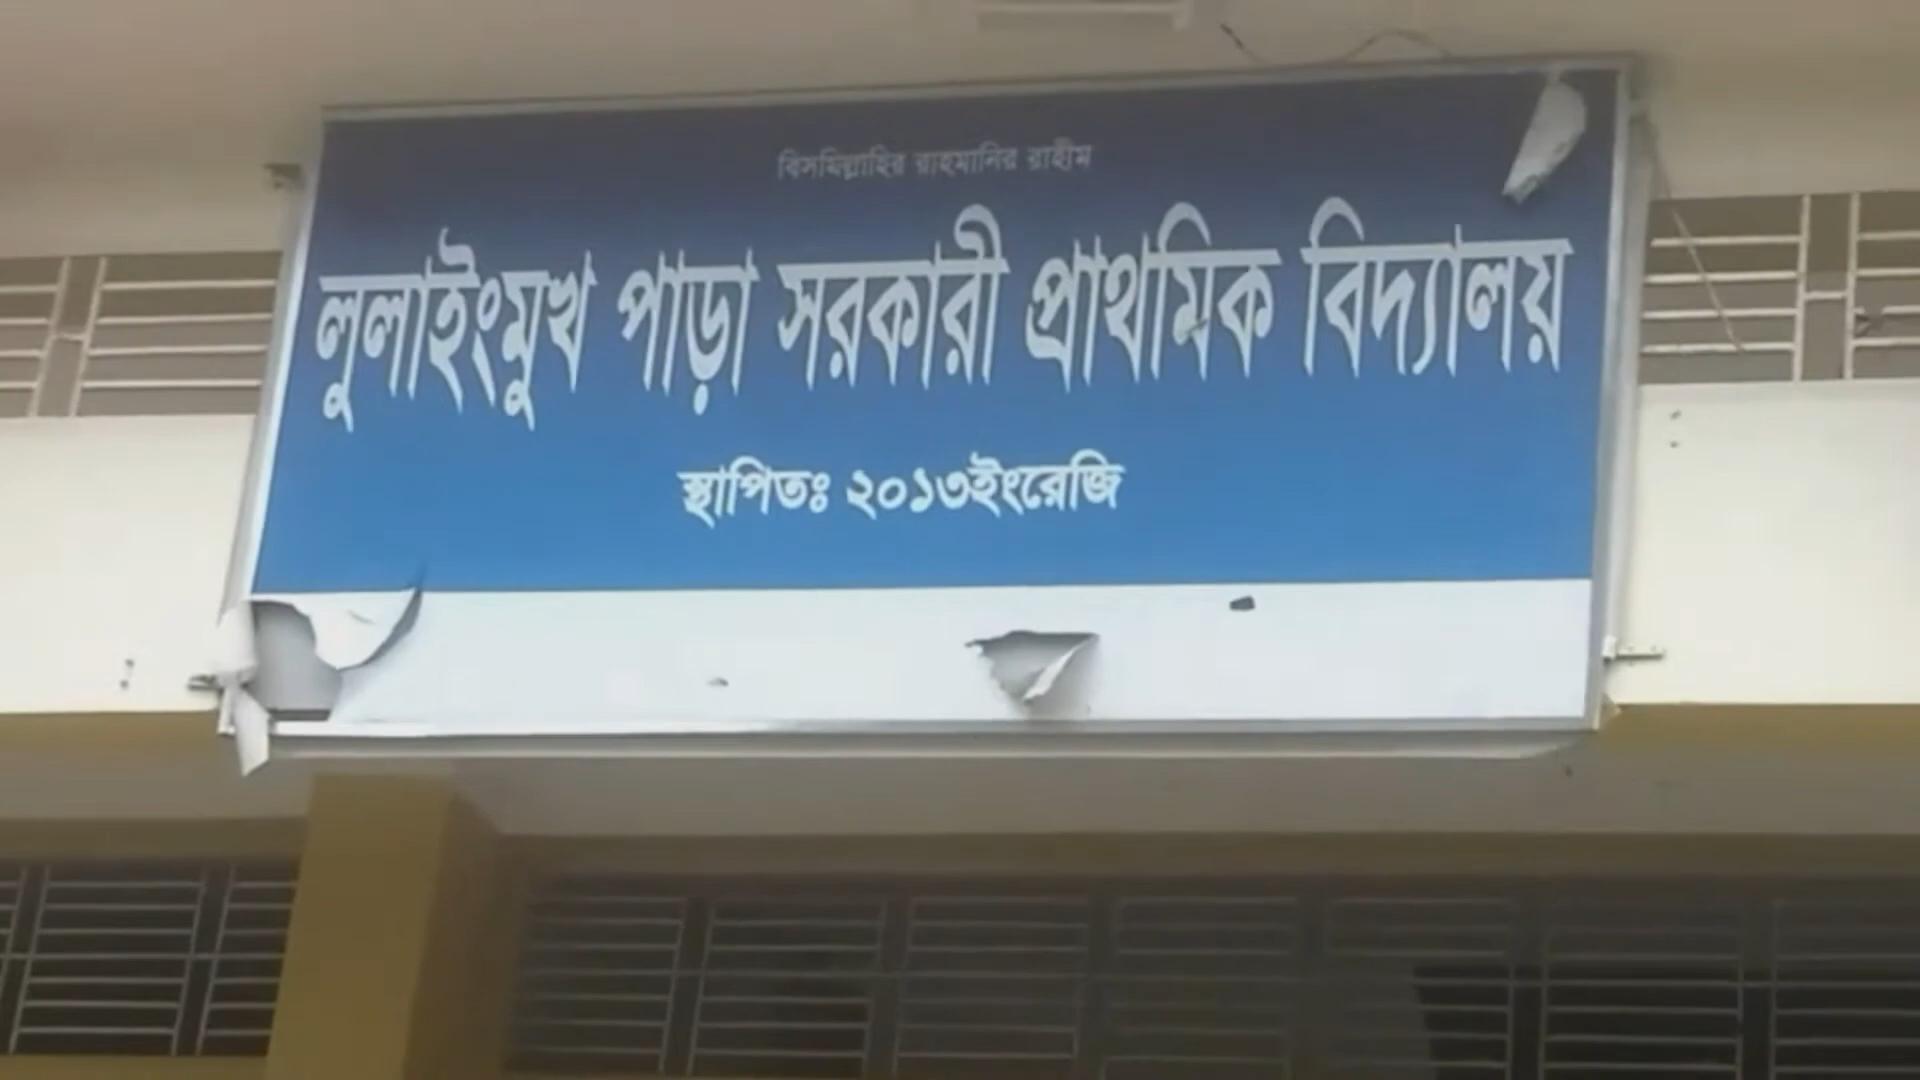 বিসমিল্লাহির রাহমানির রাহীম
লুলাইংমুখ পাড়া সরকারী প্রাথমিক বিদ্যালয়
স্থাপিতঃ ২০১৩ইংরেজি